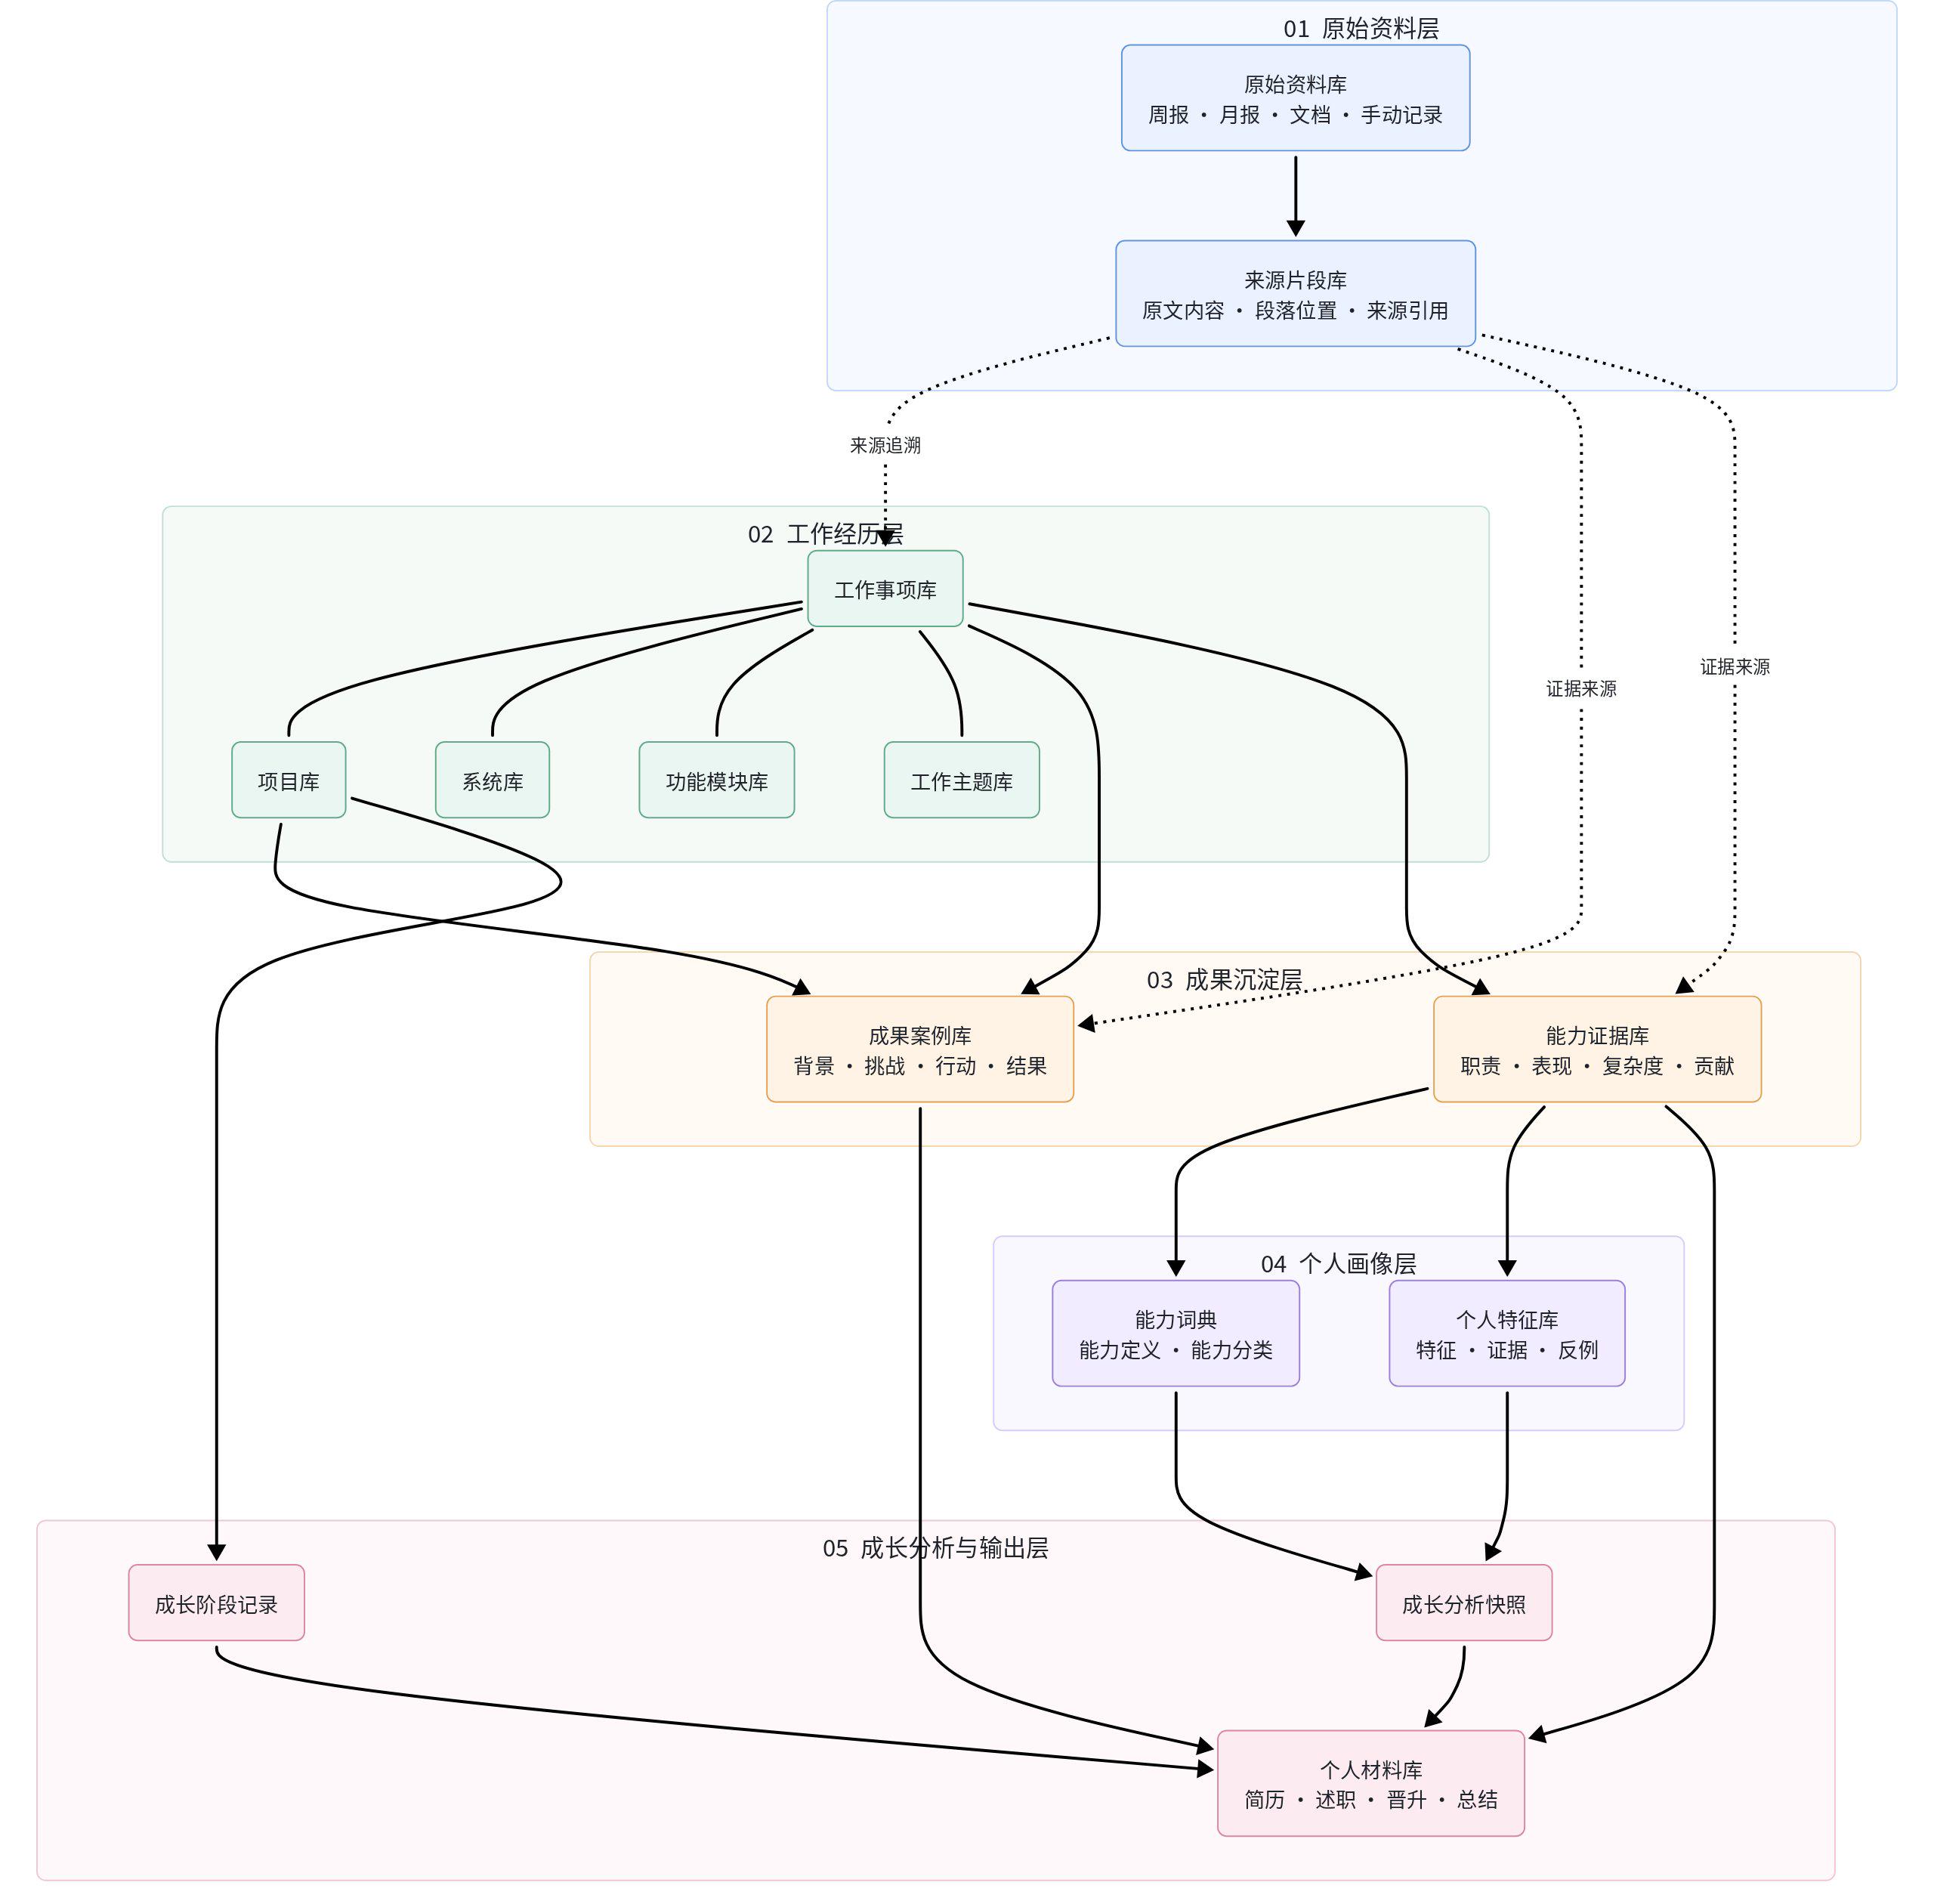 01 原始资料层
原始资料库
周报 • 月报 • 文档 • 手动记录
来源片段库
原文内容 • 段落位置 • 来源引用
来源追溯
02 工作经历层
工作事项库
证据来源
证据来源
项目库
系统库
功能模块库
工作主题库
03 成果沉淀层
成果案例库
背景 • 挑战 • 行动 • 结果
能力证据库
职责 • 表现 • 复杂度 • 贡献
04 个人画像层
能力词典
能力定义 • 能力分类
个人特征库
特征 • 证据 • 反例
05 成长分析与输出层
成长阶段记录
成长分析快照
个人材料库
简历 • 述职 • 晋升 • 总结